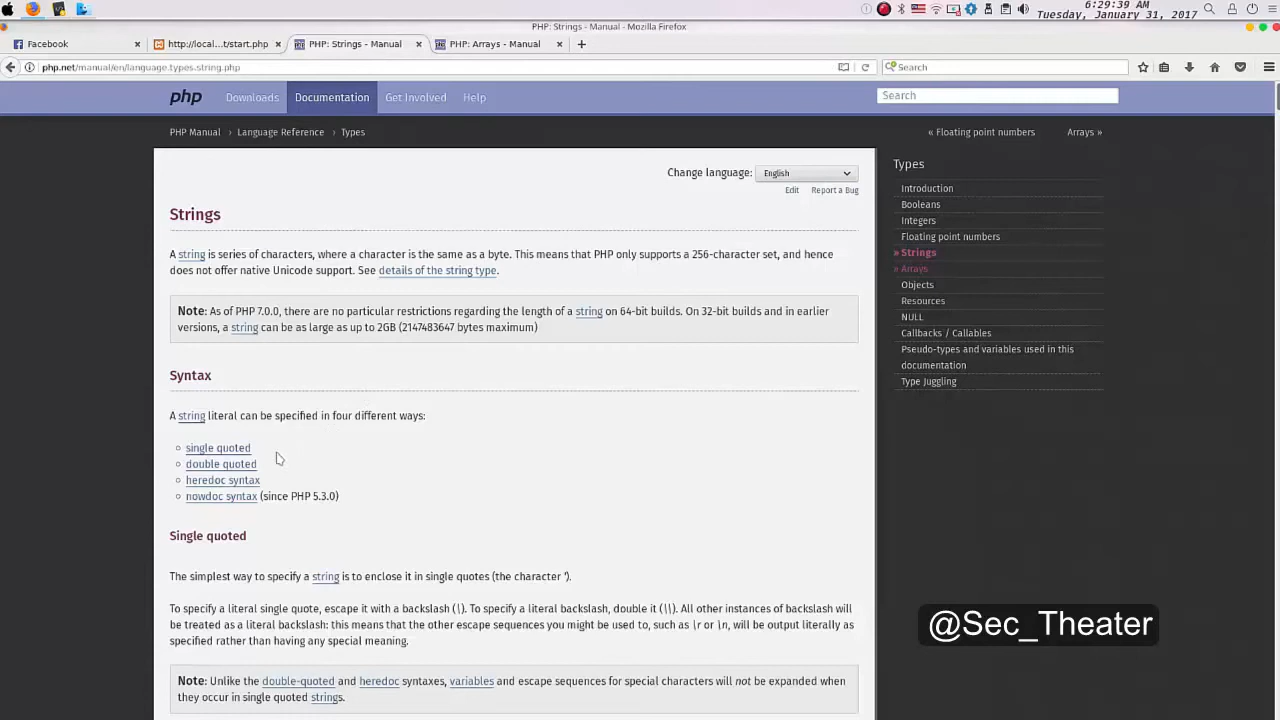 6:29:39 AM
Tuesday, January 31, 2017
PHP: Strings - Manual - Mozilla Firefox
Facebook
http://local...t/start.php
PHP: Strings - Manual
PHP: Arrays - Manual
php.net/manual/en/language.types.string.php
Search
php
Downloads
Documentation
Get Involved
Help
Search
PHP Manual › Language Reference › Types
« Floating point numbers
Arrays »
Change language: English
Edit
Report a Bug
Strings
A string is series of characters, where a character is the same as a byte. This means that PHP only supports a 256-character set, and hence
does not offer native Unicode support. See details of the string type.
Note: As of PHP 7.0.0, there are no particular restrictions regarding the length of a string on 64-bit builds. On 32-bit builds and in earlier
versions, a string can be as large as up to 2GB (2147483647 bytes maximum)
Syntax
A string literal can be specified in four different ways:
single quoted
double quoted
heredoc syntax
nowdoc syntax (since PHP 5.3.0)
Single quoted
The simplest way to specify a string is to enclose it in single quotes (the character ').
To specify a literal single quote, escape it with a backslash (\). To specify a literal backslash, double it (\\). All other instances of backslash will
be treated as a literal backslash: this means that the other escape sequences you might be used to, such as \r or \n, will be output literally as
specified rather than having any special meaning.
Note: Unlike the double-quoted and heredoc syntaxes, variables and escape sequences for special characters will not be expanded when
they occur in single quoted strings.
Types
Introduction
Booleans
Integers
Floating point numbers
» Strings
» Arrays
Objects
Resources
NULL
Callbacks / Callables
Pseudo-types and variables used in this
documentation
Type Juggling
@Sec_Theater